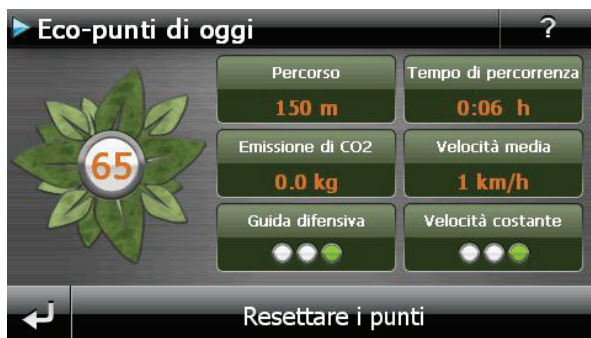 Eco-punti di oggi ?
Percorso
150 m
Tempo di percorrenza
0:06 h
65
Emissione di CO2
0.0 kg
Velocità media
1 km/h
Guida difensiva
Velocità costante
Resettare i punti